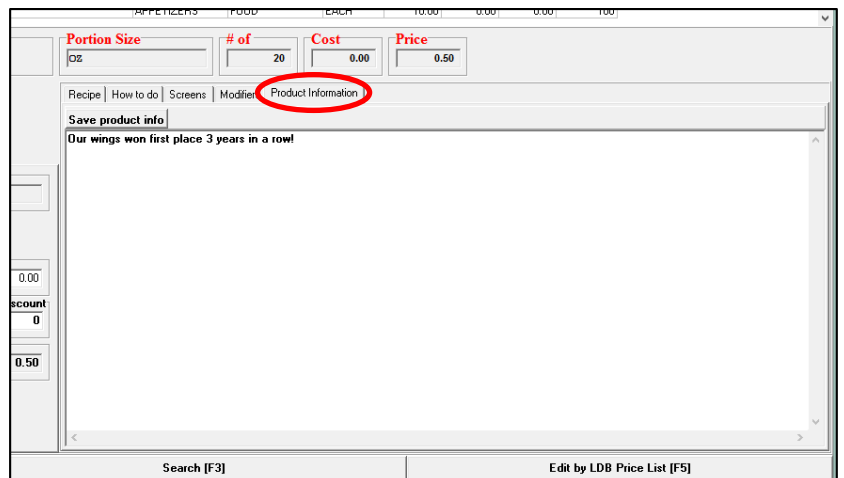 APPETIZERS FOOD EACH 10.00 0.00 0.00 100
Portion Size # of Cost Price
OZ 20 0.00 0.50
Recipe How to do Screens Modifier Product Information
Save product info
Our wings won first place 3 years in a row!
0.00
scount
0
0.50
Search [F3] Edit by LDB Price List [F5]